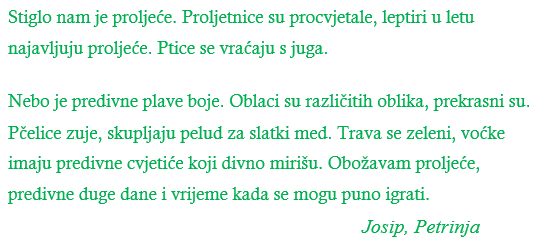 Stiglo nam je proljeće. Proljetnice su procvjetale, leptiri u letu
najavljuju proljeće. Ptice se vraćaju s juga.
Nebo je predivne plave boje. Oblaci su različitih oblika, prekrasni su.
Pčelice zuje, skupljaju pelud za slatki med. Trava se zeleni, voćke
imaju predivne cvjetiće koji divno mirišu. Obožavam proljeće,
predivne duge dane i vrijeme kada se mogu puno igrati.
Josip, Petrinja